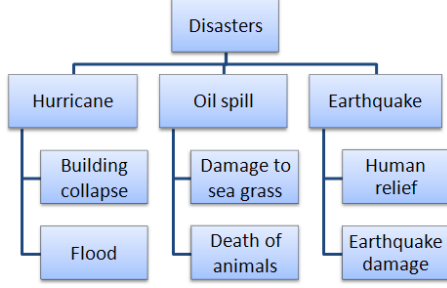 Disasters
Hurricane
Oil spill
Earthquake
Building
collapse
Damage to
sea grass
Human
relief
Flood
Death of
animals
Earthquake
damage